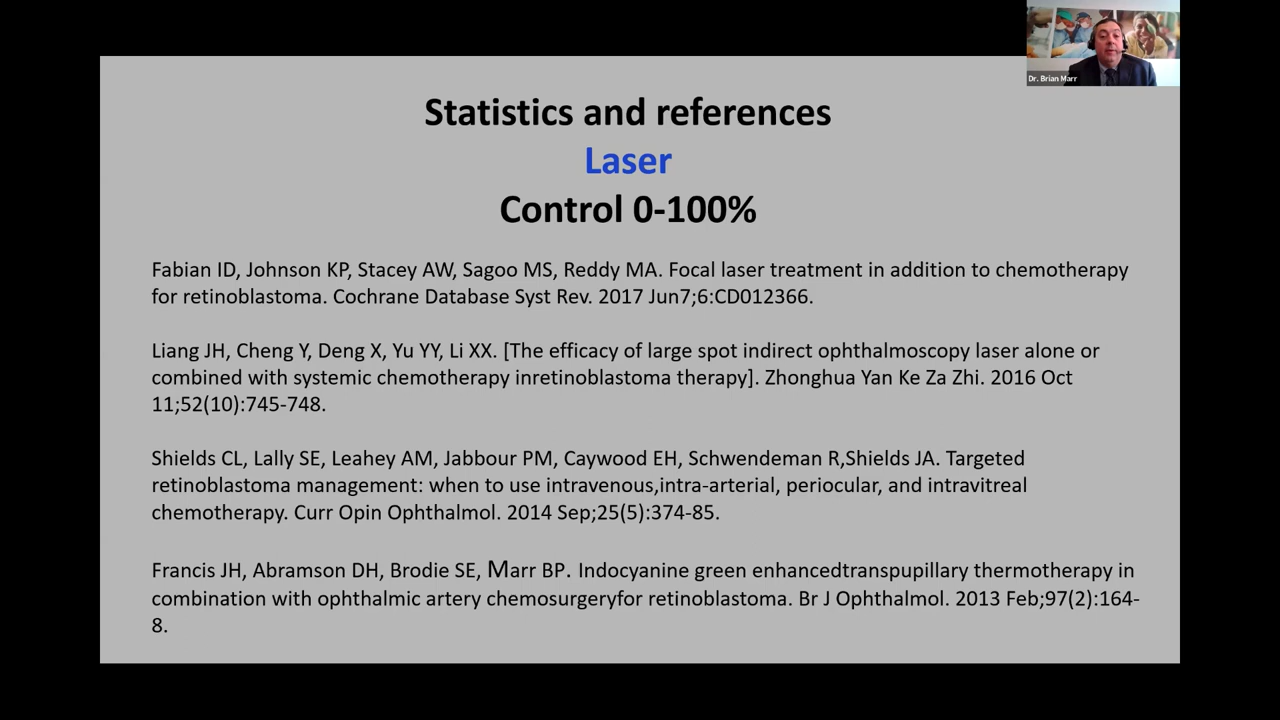 Dr. Brian Marr
Statistics and references
Laser
Control 0-100%
Fabian ID, Johnson KP, Stacey AW, Sagoo MS, Reddy MA. Focal laser treatment in addition to chemotherapy
for retinoblastoma. Cochrane Database Syst Rev. 2017 Jun7;6:CD012366.
Liang JH, Cheng Y, Deng X, Yu YY, Li XX. [The efficacy of large spot indirect ophthalmoscopy laser alone or
combined with systemic chemotherapy inretinoblastoma therapy]. Zhonghua Yan Ke Za Zhi. 2016 Oct
11;52(10):745-748.
Shields CL, Lally SE, Leahey AM, Jabbour PM, Caywood EH, Schwendeman R,Shields JA. Targeted
retinoblastoma management: when to use intravenous,intra-arterial, periocular, and intravitreal
chemotherapy. Curr Opin Ophthalmol. 2014 Sep;25(5):374-85.
Francis JH, Abramson DH, Brodie SE, Marr BP. Indocyanine green enhancedtranspupillary thermotherapy in
combination with ophthalmic artery chemosurgeryfor retinoblastoma. Br J Ophthalmol. 2013 Feb;97(2):164-
8.